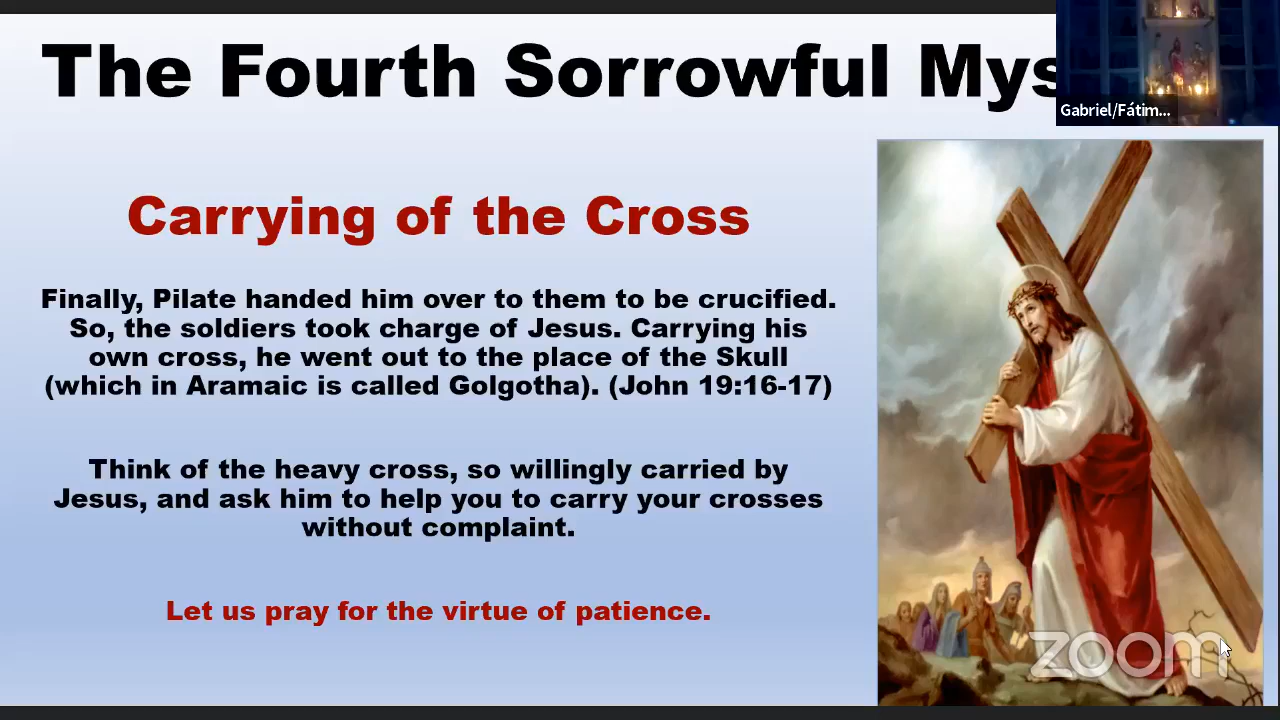 The Fourth Sorrowful Mys
Gabriel/Fátim...
Carrying of the Cross
Finally, Pilate handed him over to them to be crucified.
So, the soldiers took charge of Jesus. Carrying his
own cross, he went out to the place of the Skull
(which in Aramaic is called Golgotha). (John 19:16-17)
Think of the heavy cross, so willingly carried by
Jesus, and ask him to help you to carry your crosses
without complaint.
Let us pray for the virtue of patience.
zoom